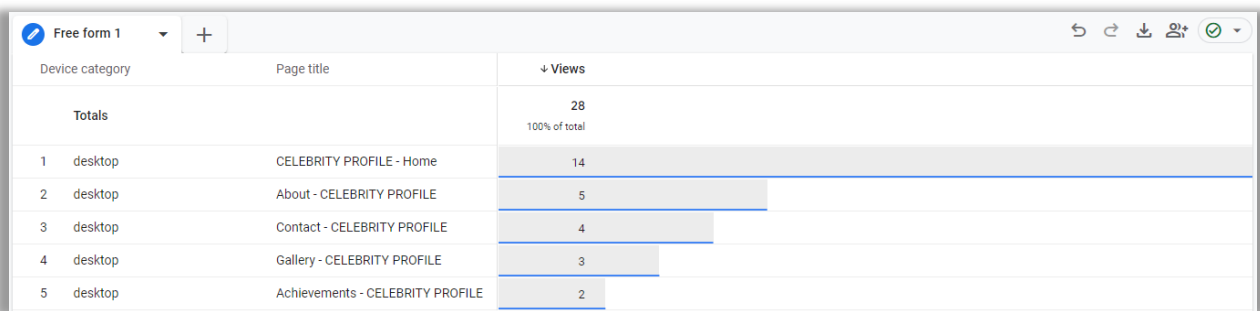 Free form 1
Device category Page title ↓ Views
Totals 28
100% of total
1 desktop CELEBRITY PROFILE - Home 14
2 desktop About - CELEBRITY PROFILE 5
3 desktop Contact - CELEBRITY PROFILE 4
4 desktop Gallery - CELEBRITY PROFILE 3
5 desktop Achievements - CELEBRITY PROFILE 2